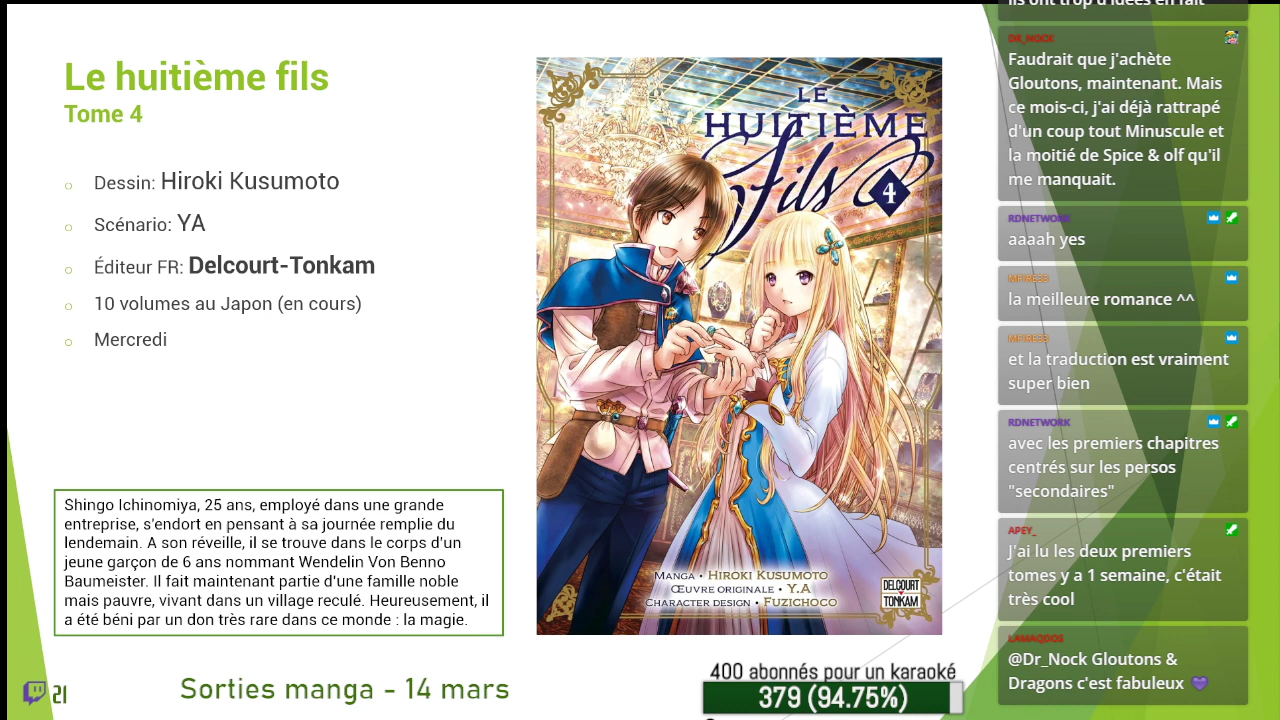 Le huitième fils
Tome 4
Dessin: Hiroki Kusumoto
Scénario: YA
Éditeur FR: Delcourt-Tonkam
10 volumes au Japon (en cours)
Mercredi
Shingo Ichinomiya, 25 ans, employé dans une grande
entreprise, s'endort en pensant à sa journée remplie du
lendemain. A son réveille, il se trouve dans le corps d'un
jeune garçon de 6 ans nommant Wendelin Von Benno
Baumeister. Il fait maintenant partie d'une famille noble
mais pauvre, vivant dans un village reculé. Heureusement, il
a été béni par un don très rare dans ce monde : la magie.
LE
HUITIÈME
Fils
4
Manga • Hiroki Kusumoto
Œuvre originale • Y.A
Character design • Fuzichoco
DELCOURT
TONKAM
21
Sorties manga - 14 mars
400 abonnés pour un karaoké
379 (94.75%)
ils ont trop d'idées en fait
DR_NOCK
Faudrait que j'achète
Gloutons, maintenant. Mais
ce mois-ci, j'ai déjà rattrapé
d'un coup tout Minuscule et
la moitié de Spice & olf qu'il
me manquait.
RDNETWORK
aaaah yes
la meilleure romance ^^
et la traduction est vraiment
super bien
RDNETWORK
avec les premiers chapitres
centrés sur les persos
"secondaires"
APEY_
J'ai lu les deux premiers
tomes y a 1 semaine, c'était
très cool
LAMAQDOS
@Dr_Nock Gloutons &
Dragons c'est fabuleux 💜